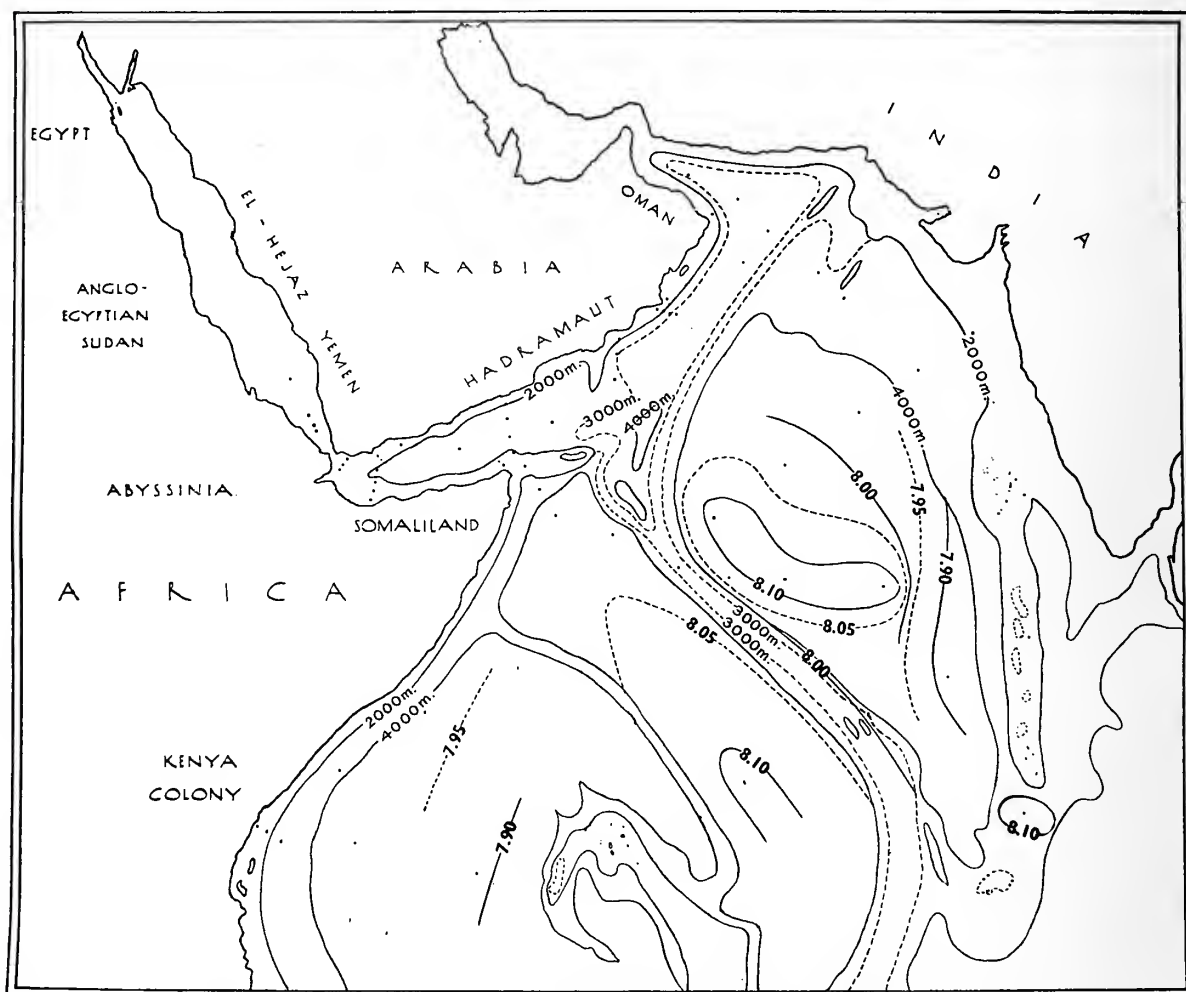 INDIA
EGYPT
EL-HEJAZ
OMAN
ARABIA
ANGLO-
EGYPTIAN
SUDAN
YEMEN
HADRAMAUT
2000m.
2000m.
3000m.
4000m.
4000m.
ABYSSINIA.
8.00
7.95
SOMALILAND
7.90
AFRICA
8.10
8.05
8.05
3000m.
3000m.
8.00
2000m.
4000m.
7.95
KENYA
COLONY
8.10
7.90
8.10